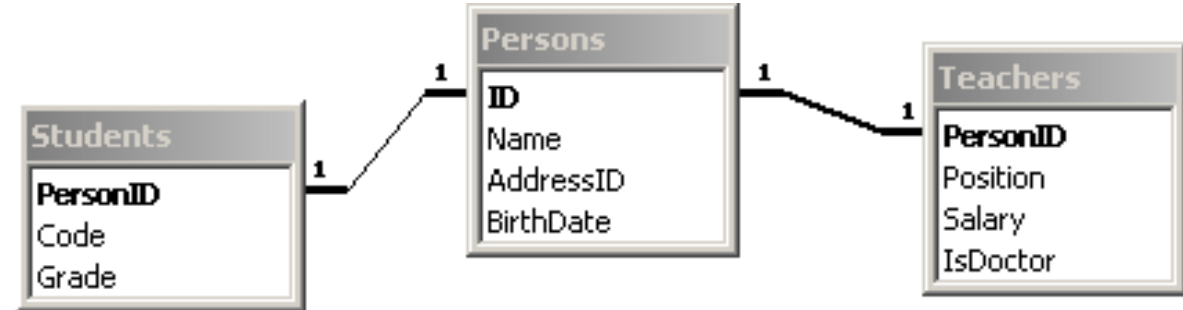 Students
PersonID
Code
Grade
1
1
Persons
ID
Name
AddressID
BirthDate
1
1
Teachers
PersonID
Position
Salary
IsDoctor